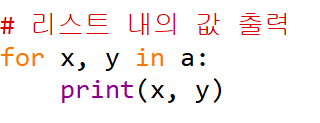 # 리스트 내의 값 출력
for x, y in a:
    print(x, y)